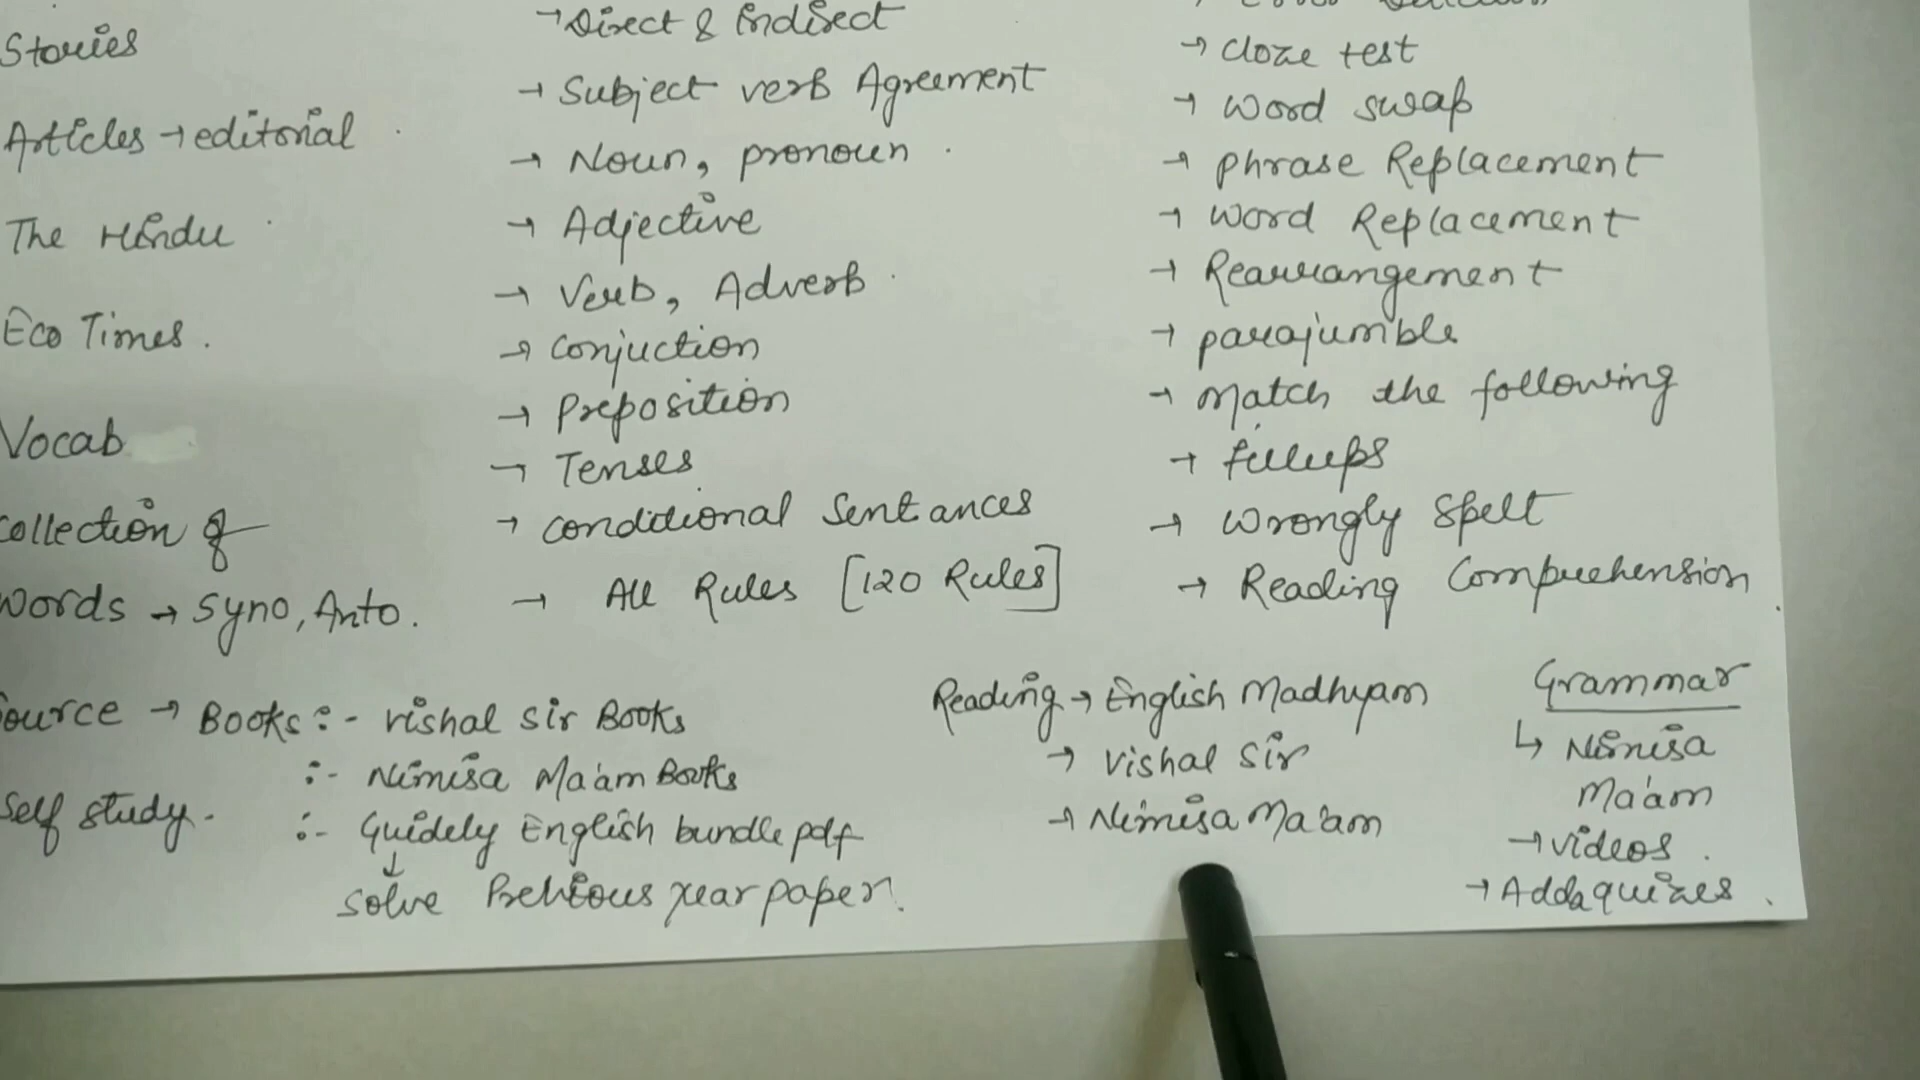 Stories
Articles → editorial
The Hindu
Eco Times.
Vocab
collection of
words → Syno, Anto.
→ Direct & Indirect
→ Subject verb Agreement
→ Noun, pronoun
→ Adjective
→ Verb, Adverb
→ Conjuction
→ Preposition
→ Tenses
→ conditional Sentances
→ All Rules [120 Rules]
→ Cloze test
→ word swap
→ phrase Replacement
→ word Replacement
→ Rearrangement
→ parajumble
→ Match the following
→ fillups
→ Wrongly Spelt
→ Reading Comprehension
Source → Books :- Vishal Sir Books
:- Nimisa Ma'am Books
Self study.
:- Guidely English bundle pdf
↓
Solve Previous year paper.
Reading → English Madhyam
→ Vishal Sir
→ Nimisa Ma'am
Grammar
↳ Nimisa
Ma'am
→ videos.
→ Adda quizes.